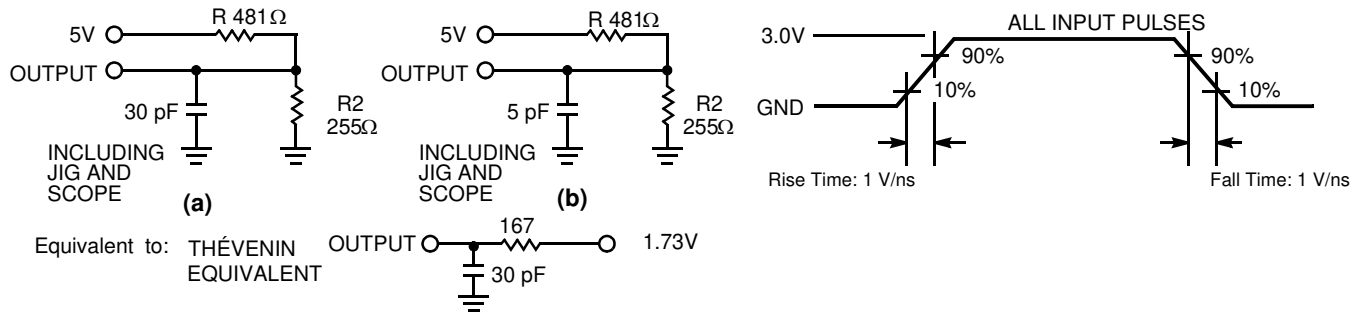 R 481Ω
5V
OUTPUT
30 pF
R2
255Ω
INCLUDING
JIG AND
SCOPE
(a)
R 481Ω
5V
OUTPUT
5 pF
R2
255Ω
INCLUDING
JIG AND
SCOPE
(b)
ALL INPUT PULSES
3.0V
90%
10%
GND
90%
10%
Rise Time: 1 V/ns
Fall Time: 1 V/ns
Equivalent to: THÉVENIN
EQUIVALENT
OUTPUT
167
1.73V
30 pF